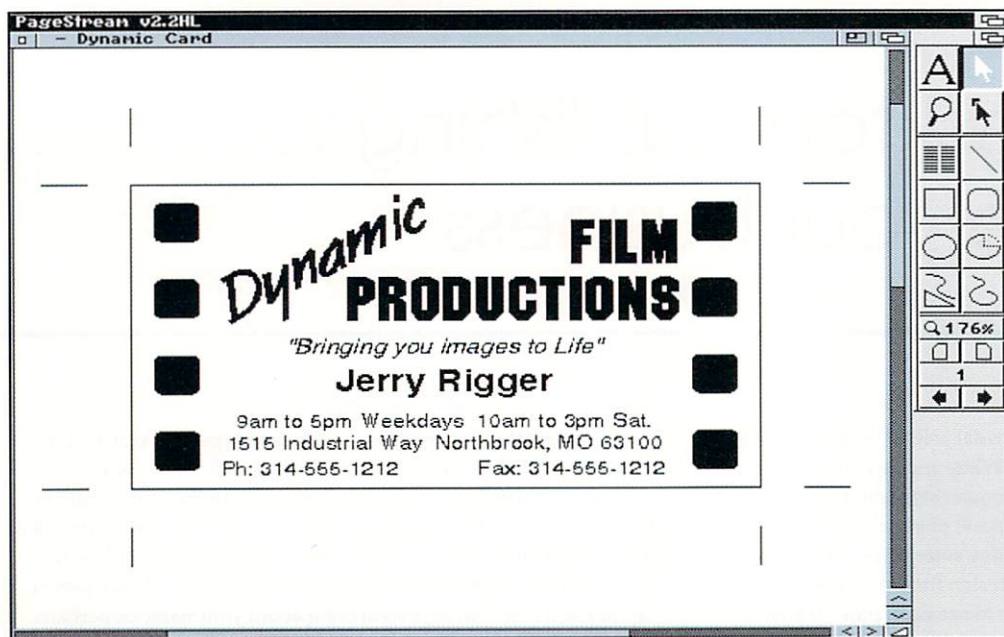 PageStream v2.2HL
- Dynamic Card
A
Dynamic
FILM
PRODUCTIONS
"Bringing you images to Life"
Jerry Rigger
9am to 5pm Weekdays 10am to 3pm Sat.
1515 Industrial Way Northbrook, MO 63100
Ph: 314-555-1212 Fax: 314-555-1212
176%
1